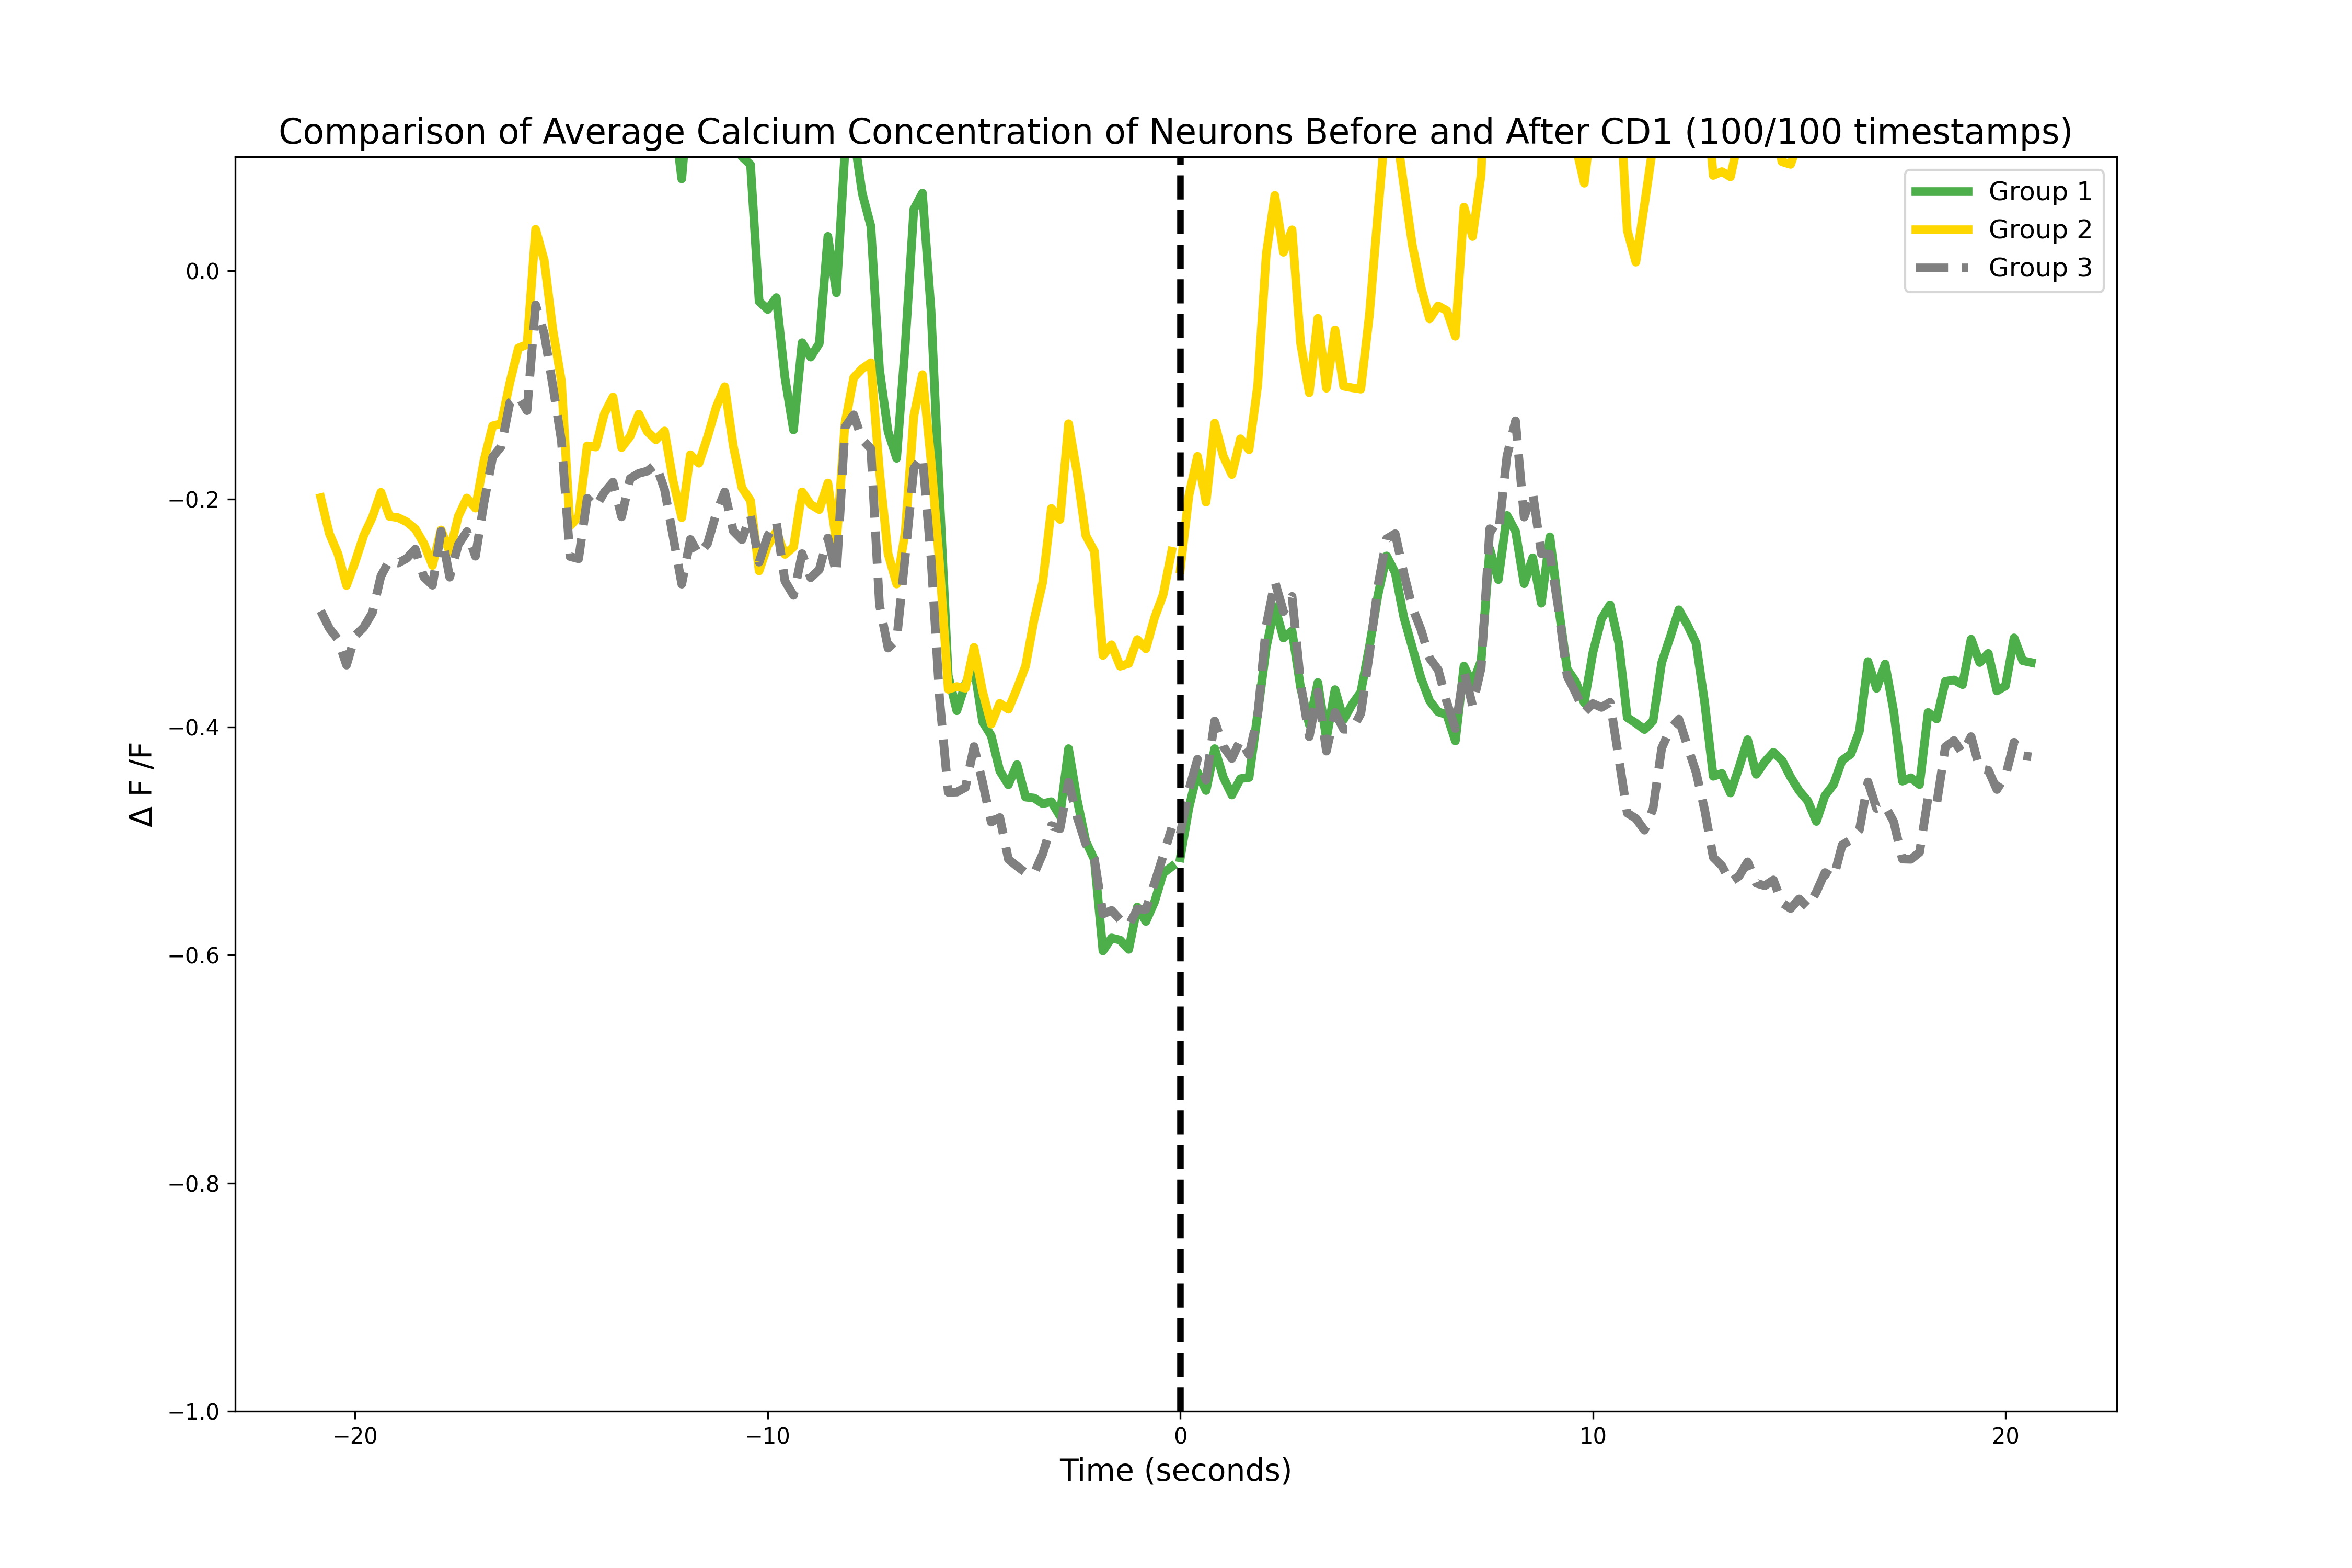 Comparison of Average Calcium Concentration of Neurons Before and After CD1 (100/100 timestamps)
Group 1
Group 2
Group 3
0.0
−0.2
−0.4
−0.6
−0.8
−1.0
Δ F /F
−20
−10
0
10
20
Time (seconds)